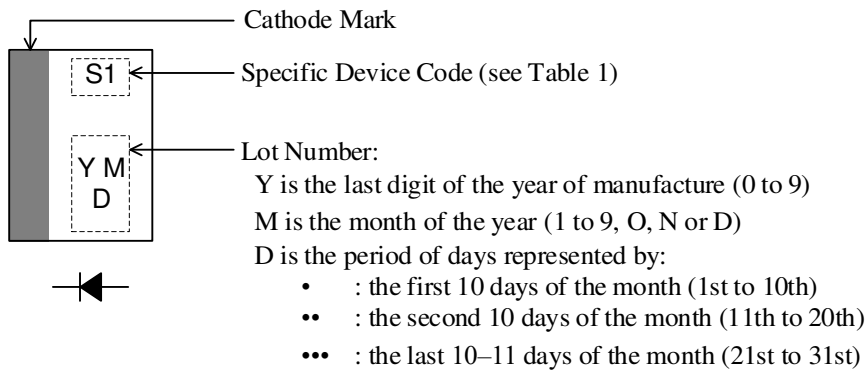 Cathode Mark
S1
Specific Device Code (see Table 1)
Y M
D
Lot Number:
Y is the last digit of the year of manufacture (0 to 9)
M is the month of the year (1 to 9, O, N or D)
D is the period of days represented by:
• : the first 10 days of the month (1st to 10th)
•• : the second 10 days of the month (11th to 20th)
••• : the last 10–11 days of the month (21st to 31st)